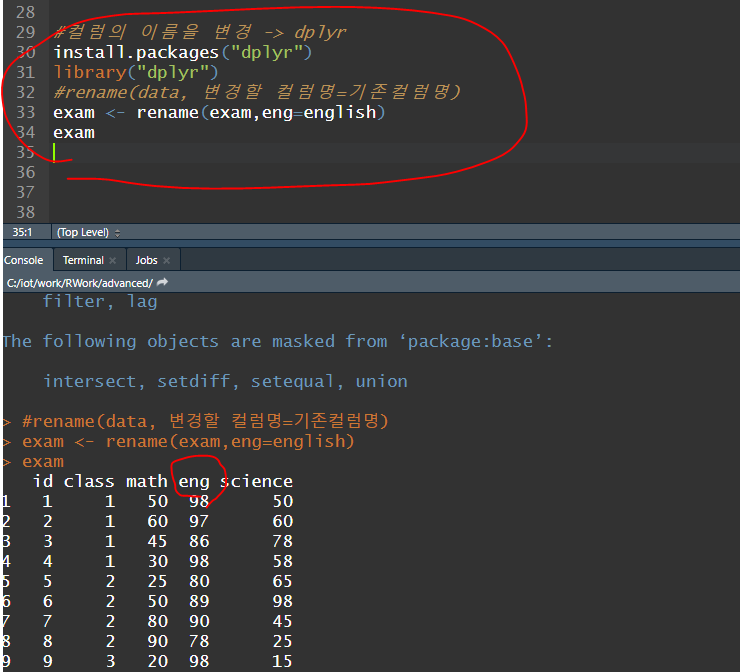 28
29 #컬럼의 이름을 변경 -> dplyr
30 install.packages("dplyr")
31 library("dplyr")
32 #rename(data, 변경할 컬럼명=기존컬럼명)
33 exam <- rename(exam,eng=english)
34 exam
35
36
37
38
35:1 (Top Level)
Console Terminal Jobs
C:/iot/work/RWork/advanced/
filter, lag
The following objects are masked from ‘package:base’:
intersect, setdiff, setequal, union
> #rename(data, 변경할 컬럼명=기존컬럼명)
> exam <- rename(exam,eng=english)
> exam
id class math eng science
1 1 1 50 98 50
2 2 1 60 97 60
3 3 1 45 86 78
4 4 1 30 98 58
5 5 2 25 80 65
6 6 2 50 89 98
7 7 2 80 90 45
8 8 2 90 78 25
9 9 3 20 98 15